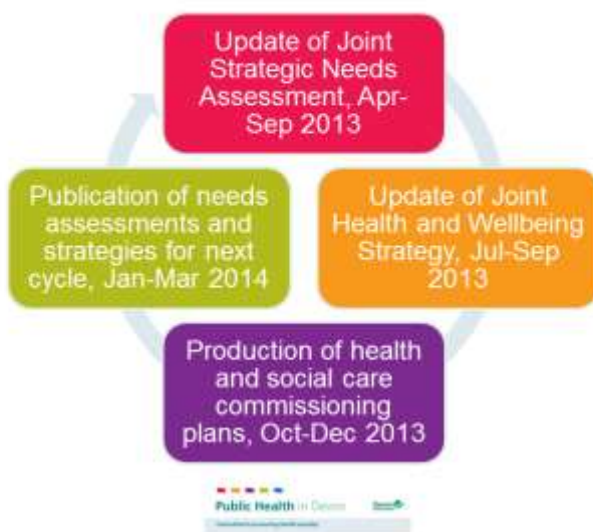 Update of Joint
Strategic Needs
Assessment, Apr-
Sep 2013
Update of Joint
Health and Wellbeing
Strategy, Jul-Sep
2013
Production of health
and social care
commissioning
plans, Oct-Dec 2013
Publication of needs
assessments and
strategies for next
cycle, Jan-Mar 2014
Public Health in Devon